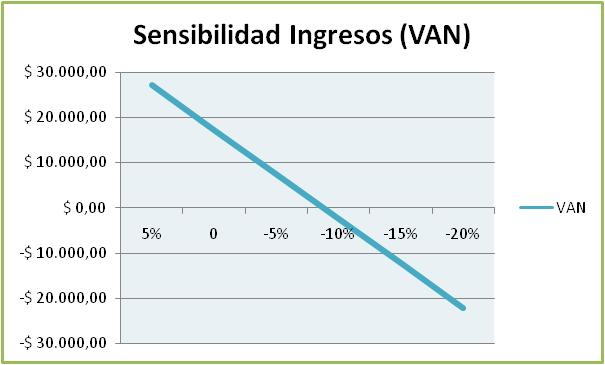 Sensibilidad Ingresos (VAN)
$ 30.000,00
$ 20.000,00
$ 10.000,00
$ 0,00
-$ 10.000,00
-$ 20.000,00
-$ 30.000,00
5% 0 -5% -10% -15% -20%
VAN